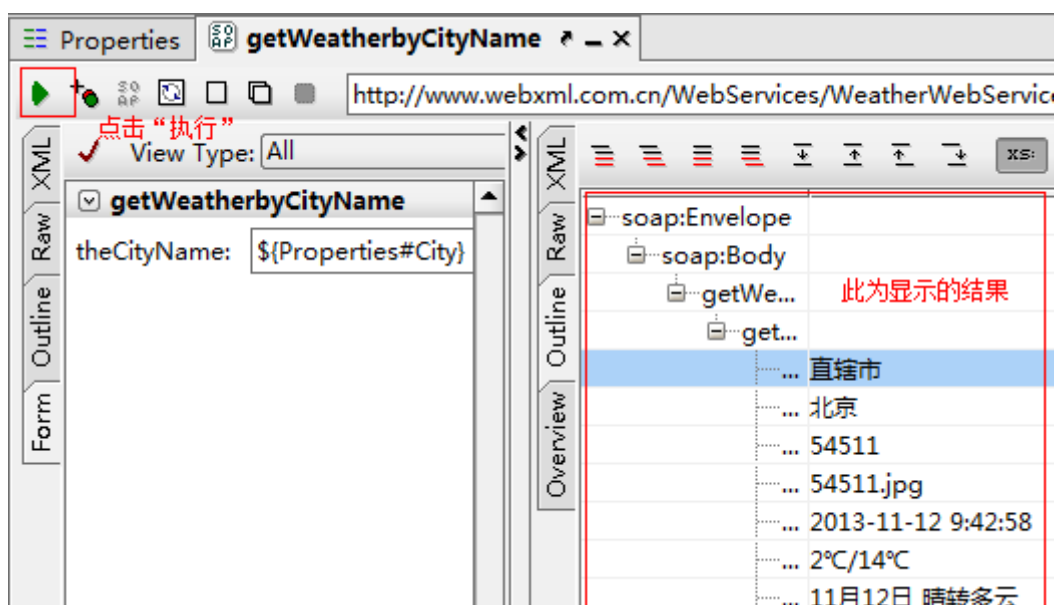 Properties
getWeatherbyCityName
http://www.webxml.com.cn/WebServices/WeatherWebServic
点击“执行”
View Type: All
getWeatherbyCityName
theCityName: ${Properties#City}
XML
Raw
Outline
Form
XML
Raw
Outline
Overview
SOAP
SOAP
XS:
soap:Envelope
soap:Body
getWe... 此为显示的结果
get...
... 直辖市
... 北京
... 54511
... 54511.jpg
... 2013-11-12 9:42:58
... 2℃/14℃
... 11月12日 晴转多云